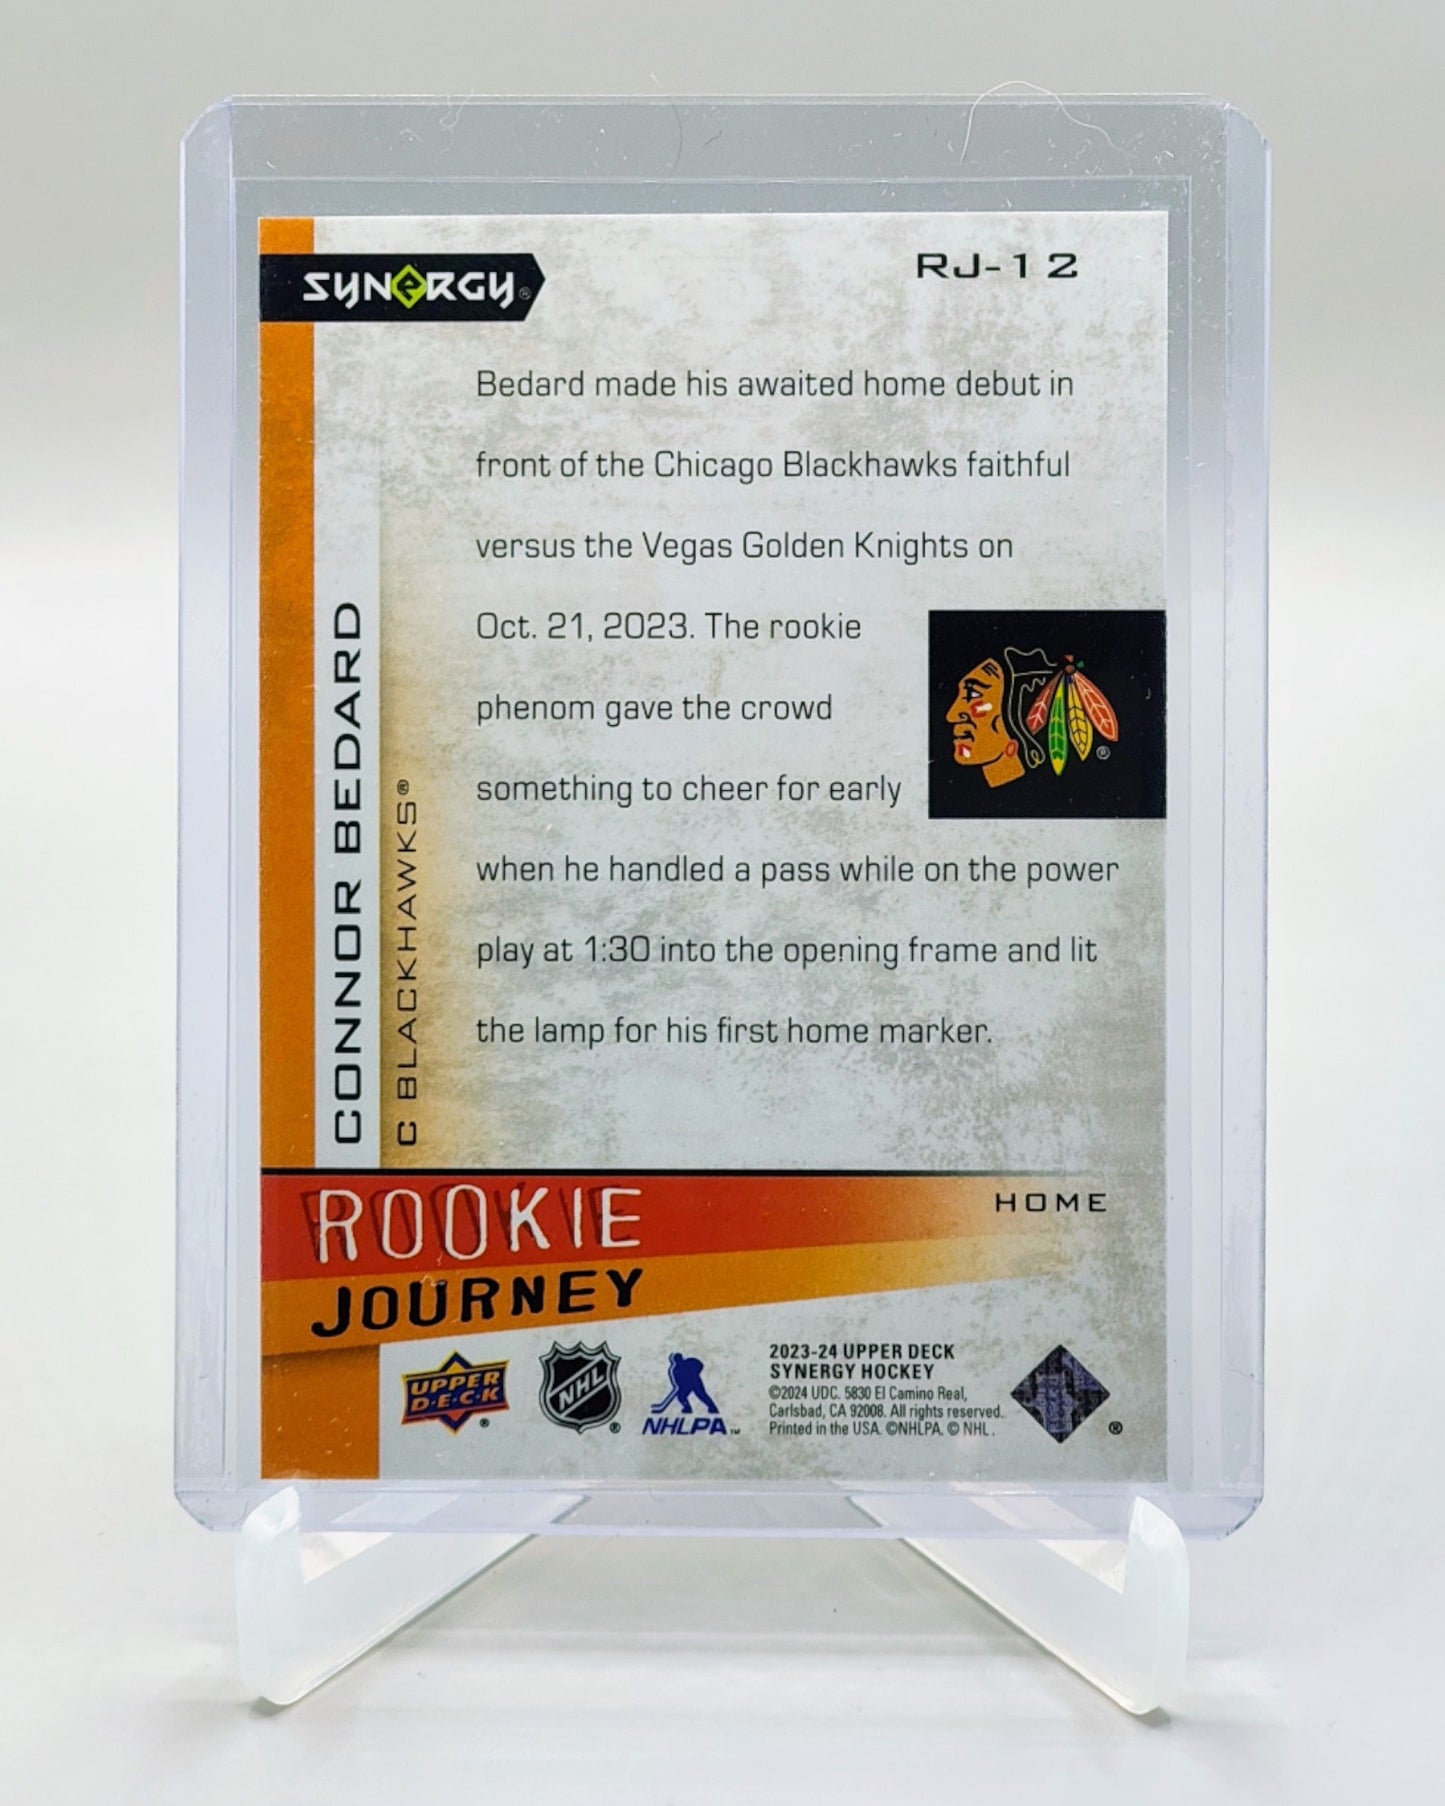 SYNERGY®
RJ-12
Bedard made his awaited home debut in
front of the Chicago Blackhawks faithful
versus the Vegas Golden Knights on
Oct. 21, 2023. The rookie
phenom gave the crowd
something to cheer for early
when he handled a pass while on the power
play at 1:30 into the opening frame and lit
the lamp for his first home marker.
®
CONNOR BEDARD
C BLACKHAWKS®
ROOKIE
JOURNEY
HOME
UPPER
D·E·C·K
®
NHL
®
NHLPA™
2023-24 UPPER DECK
SYNERGY HOCKEY
©2024 UDC. 5830 El Camino Real,
Carlsbad, CA 92008. All rights reserved.
Printed in the USA. ©NHLPA. © NHL.
®